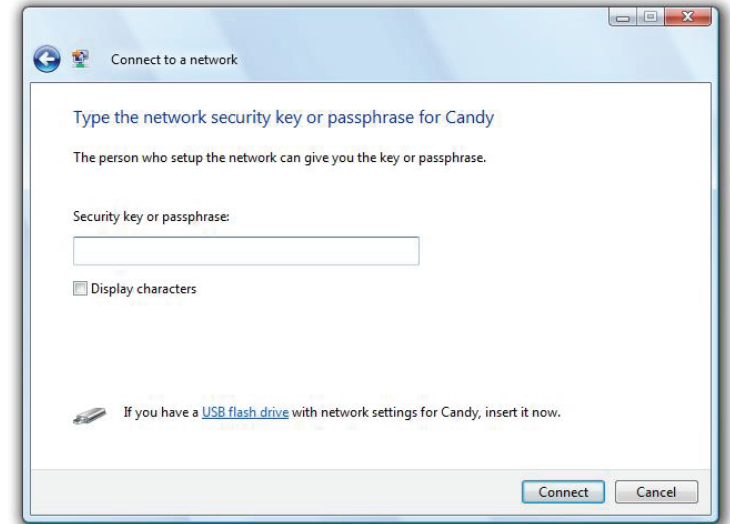 Connect to a network
Type the network security key or passphrase for Candy
The person who setup the network can give you the key or passphrase.
Security key or passphrase:
Display characters
If you have a USB flash drive with network settings for Candy, insert it now.
Connect Cancel